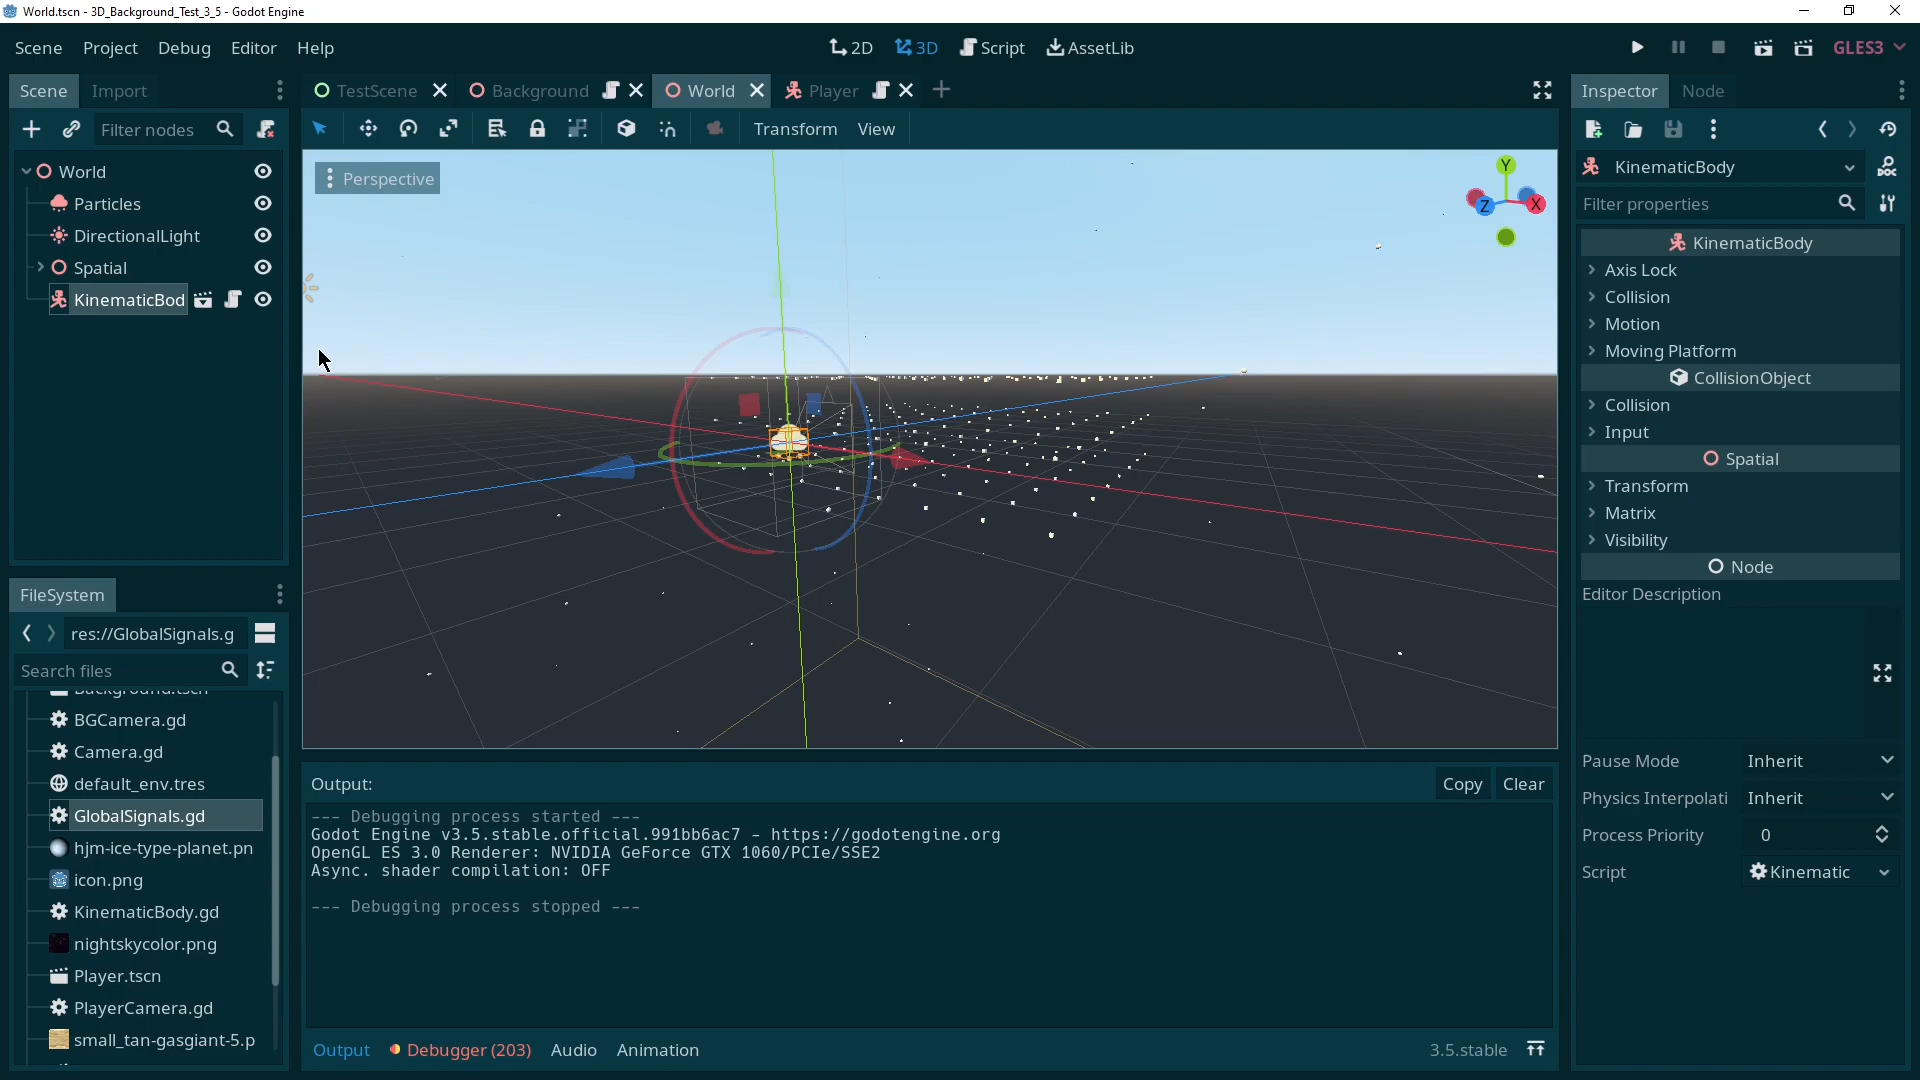 World.tscn - 3D_Background_Test_3_5 - Godot Engine
Scene Project Debug Editor Help
2D 3D Script AssetLib
GLES3
Scene Import
TestScene Background World Player
Inspector Node
Filter nodes
Transform View
World
Particles
DirectionalLight
Spatial
KinematicBod
Perspective
Y
Z X
KinematicBody
Filter properties
KinematicBody
Axis Lock
Collision
Motion
Moving Platform
CollisionObject
Collision
Input
Spatial
Transform
Matrix
Visibility
Node
Editor Description
Pause Mode Inherit
Physics Interpolati Inherit
Process Priority 0
Script Kinematic
FileSystem
res://GlobalSignals.g
Search files
Background.tscn
BGCamera.gd
Camera.gd
default_env.tres
GlobalSignals.gd
hjm-ice-type-planet.pn
icon.png
KinematicBody.gd
nightskycolor.png
Player.tscn
PlayerCamera.gd
small_tan-gasgiant-5.p
Output:
Copy Clear
--- Debugging process started ---
Godot Engine v3.5.stable.official.991bb6ac7 - https://godotengine.org
OpenGL ES 3.0 Renderer: NVIDIA GeForce GTX 1060/PCIe/SSE2
Async. shader compilation: OFF
--- Debugging process stopped ---
Output Debugger (203) Audio Animation
3.5.stable